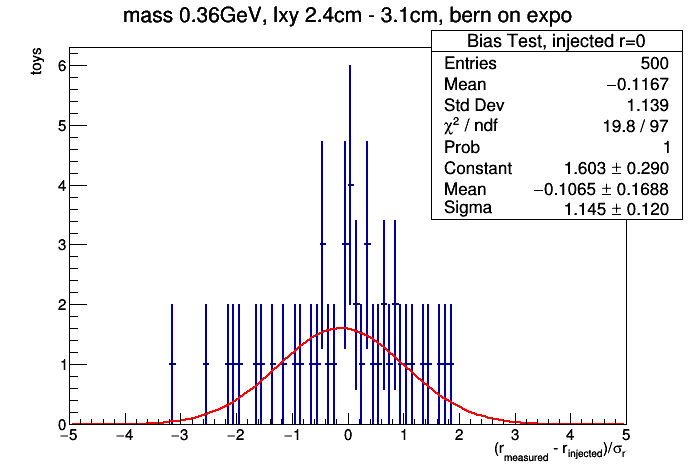 mass 0.36GeV, lxy 2.4cm - 3.1cm, bern on expo
Bias Test, injected r=0
Entries 500
Mean −0.1167
Std Dev 1.139
χ² / ndf 19.8 / 97
Prob 1
Constant 1.603 ± 0.290
Mean −0.1065 ± 0.1688
Sigma 1.145 ± 0.120
toys
6
5
4
3
2
1
0
−5 −4 −3 −2 −1 0 1 2 3 4 5
(r_measured - r_injected)/σ_r